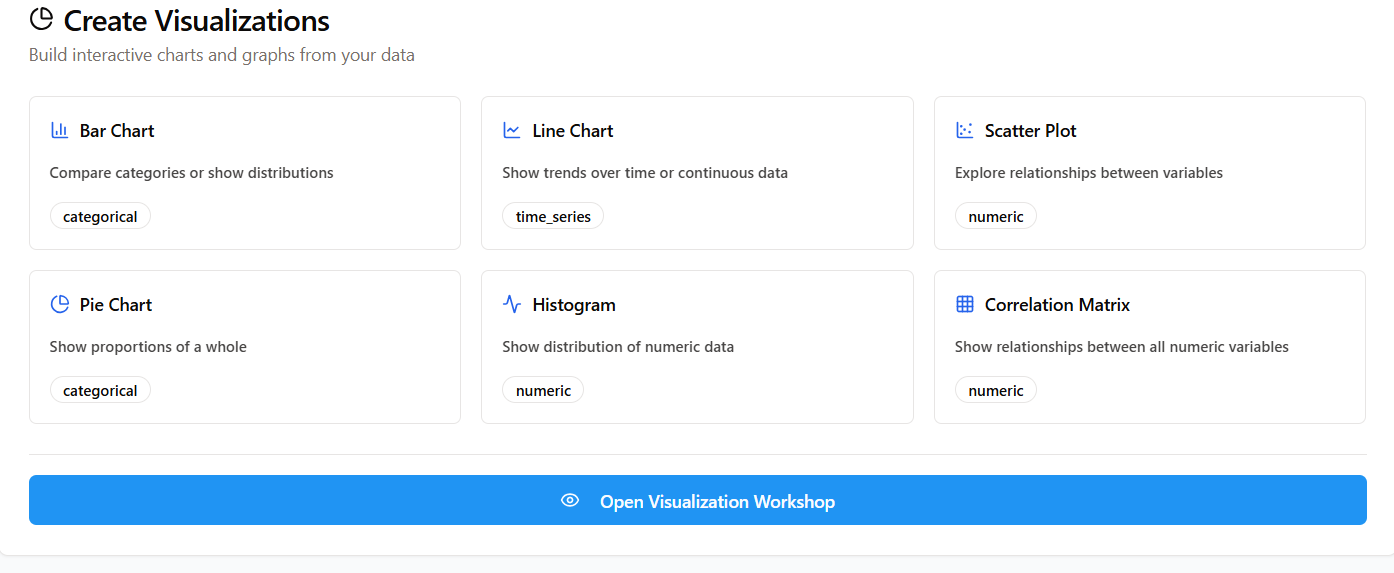 Create Visualizations
Build interactive charts and graphs from your data
Bar Chart
Compare categories or show distributions
categorical
Line Chart
Show trends over time or continuous data
time_series
Scatter Plot
Explore relationships between variables
numeric
Pie Chart
Show proportions of a whole
categorical
Histogram
Show distribution of numeric data
numeric
Correlation Matrix
Show relationships between all numeric variables
numeric
Open Visualization Workshop